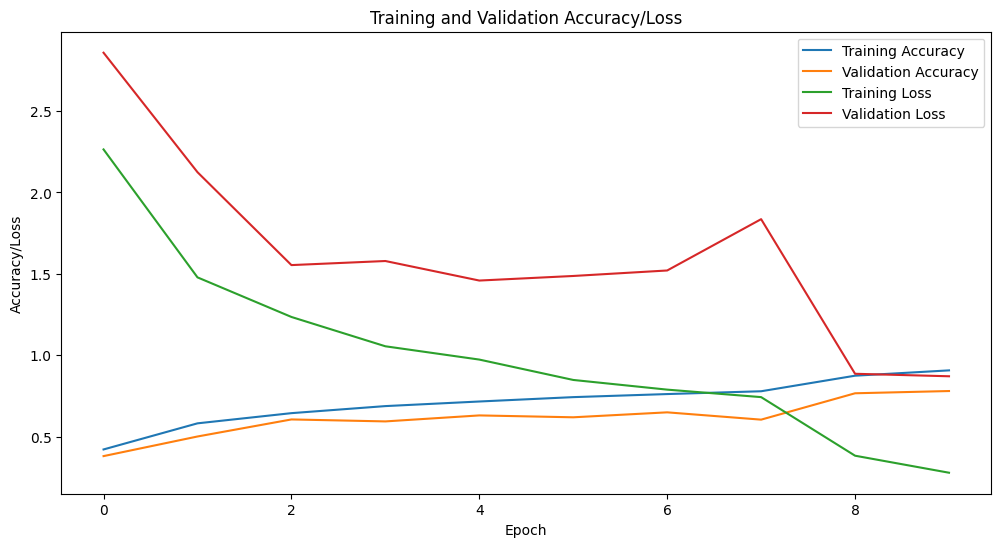 Training and Validation Accuracy/Loss
Training Accuracy
Validation Accuracy
Training Loss
Validation Loss
Accuracy/Loss
2.5
2.0
1.5
1.0
0.5
0 2 4 6 8
Epoch